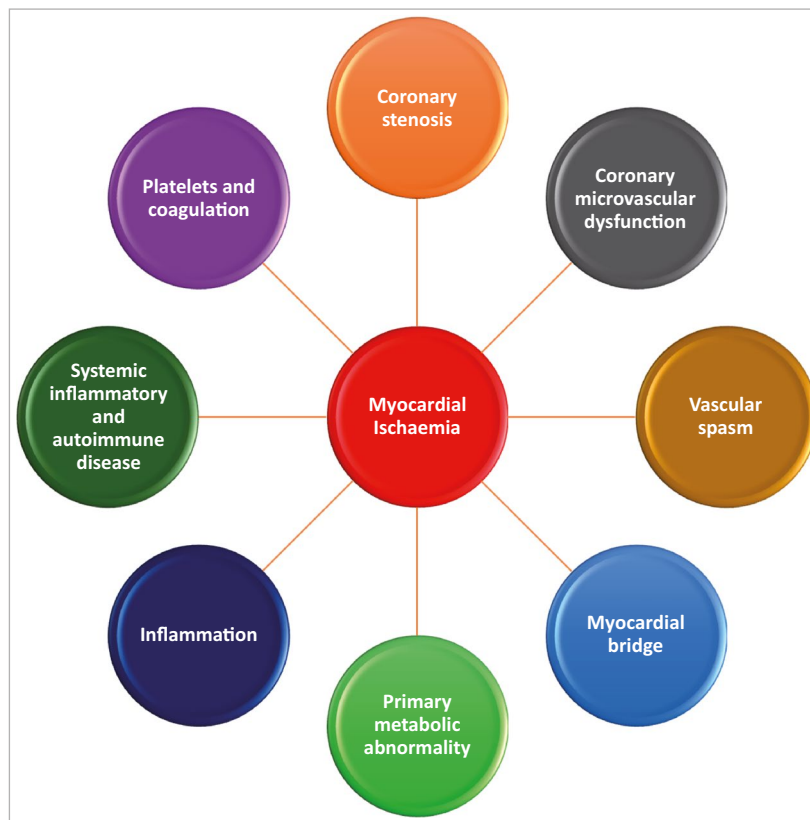 Coronary
stenosis
Coronary
microvascular
dysfunction
Vascular
spasm
Myocardial
bridge
Primary
metabolic
abnormality
Inflammation
Systemic
inflammatory
and
autoimmune
disease
Platelets and
coagulation
Myocardial
Ischaemia